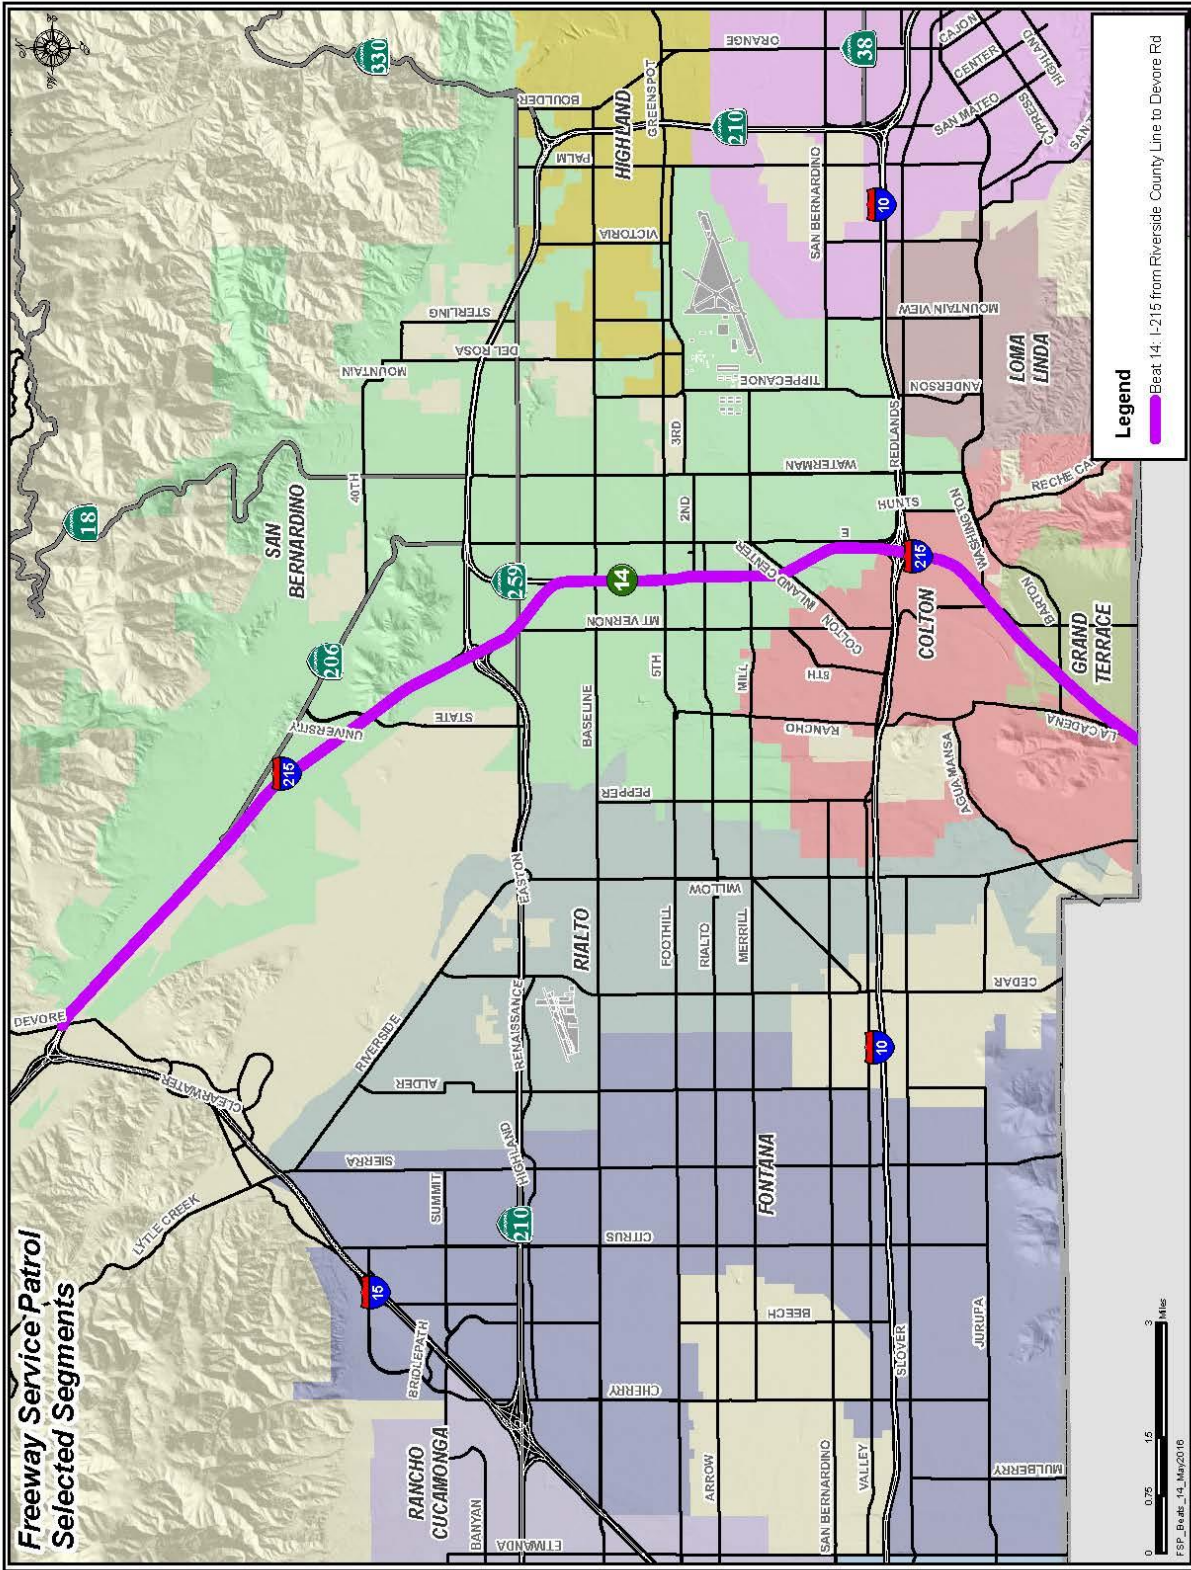 Freeway Service Patrol
Selected Segments
LYTLE CREEK
DEVORE
CLEARWATER
215
UNIVERSITY
206
18
SAN
BERNARDINO
40TH
MOUNTAIN
330
15
BRIDLEPATH
SUMMIT
SIERRA
RIVERSIDE
ALDER
STATE
DEL ROSA
STERLING
RANCHO
CUCAMONGA
BANYAN
ETIWANDA
210
HIGHLAND
RENAISSANCE
EASTON
259
PALM
BOULDER
CHERRY
CITRUS
RIALTO
PEPPER
BASELINE
MT VERNON
14
VICTORIA
HIGHLAND
GREENSPOT
ORANGE
ARROW
FOOTHILL
5TH
2ND
3RD
210
RIALTO
WILLOW
MERRILL
MILL
INLAND CENTER
TIPPECANOE
FONTANA
BEECH
RANCHO
8TH
COLTON
E
WATERMAN
SAN BERNARDINO
38
SAN BERNARDINO
VALLEY
SLOVER
10
REDLANDS
HUNTS
215
COLTON
10
MOUNTAIN VIEW
ANDERSON
SAN MATEO
CAJON
CENTER
HIGHLAND
CYPRESS
JURUPA
MULBERRY
CEDAR
AGUA MANSA
LA CADENA
BARTON
WASHINGTON
GRAND
TERRACE
LOMA
LINDA
RECHE CA
SAN
0 0.75 1.5 3
Miles
FSP_Beats_14_May2016
Legend
Beat 14: I-215 from Riverside County Line to Devore Rd